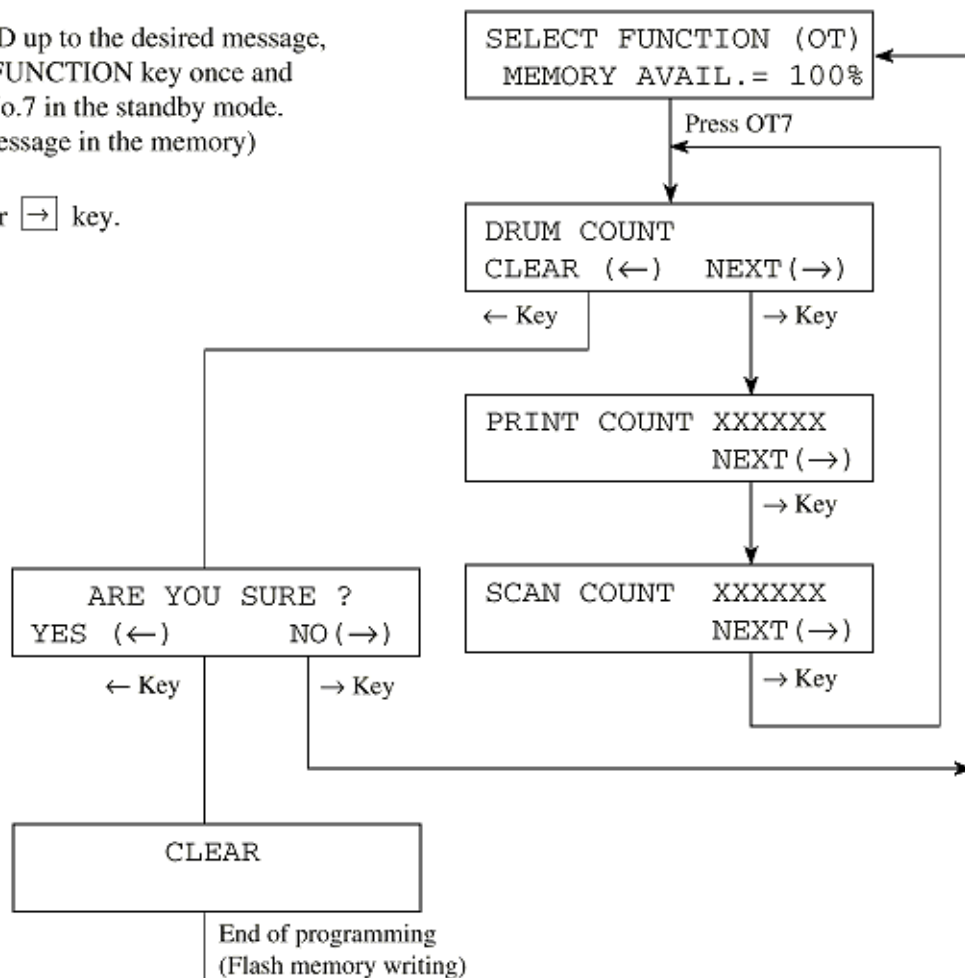 D up to the desired message,
FUNCTION key once and
o.7 in the standby mode.
essage in the memory)
r → key.
SELECT FUNCTION (OT)
MEMORY AVAIL.= 100%
Press OT7
DRUM COUNT
CLEAR (←) NEXT(→)
← Key → Key
PRINT COUNT XXXXXX
NEXT(→)
→ Key
SCAN COUNT XXXXXX
NEXT(→)
→ Key
ARE YOU SURE ?
YES (←) NO(→)
← Key → Key
CLEAR
End of programming
(Flash memory writing)